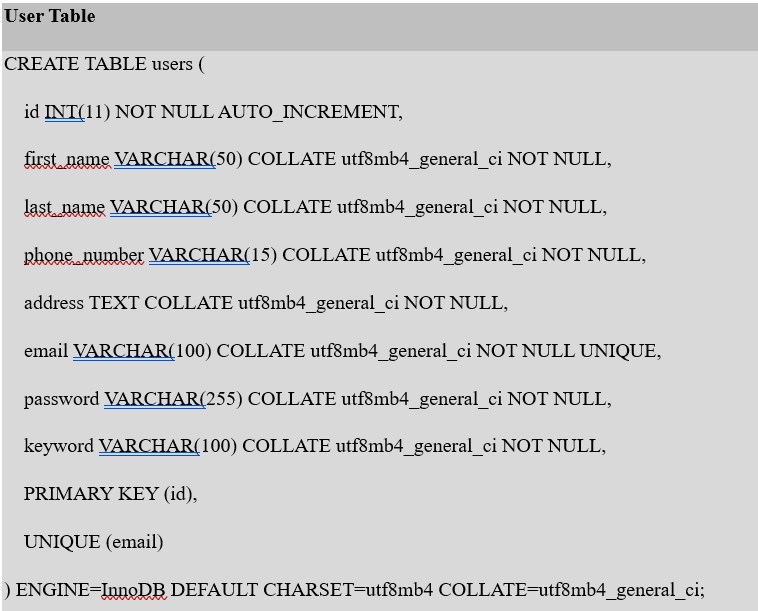 User Table
CREATE TABLE users (
id INT(11) NOT NULL AUTO_INCREMENT,
first_name VARCHAR(50) COLLATE utf8mb4_general_ci NOT NULL,
last_name VARCHAR(50) COLLATE utf8mb4_general_ci NOT NULL,
phone_number VARCHAR(15) COLLATE utf8mb4_general_ci NOT NULL,
address TEXT COLLATE utf8mb4_general_ci NOT NULL,
email VARCHAR(100) COLLATE utf8mb4_general_ci NOT NULL UNIQUE,
password VARCHAR(255) COLLATE utf8mb4_general_ci NOT NULL,
keyword VARCHAR(100) COLLATE utf8mb4_general_ci NOT NULL,
PRIMARY KEY (id),
UNIQUE (email)
) ENGINE=InnoDB DEFAULT CHARSET=utf8mb4 COLLATE=utf8mb4_general_ci;